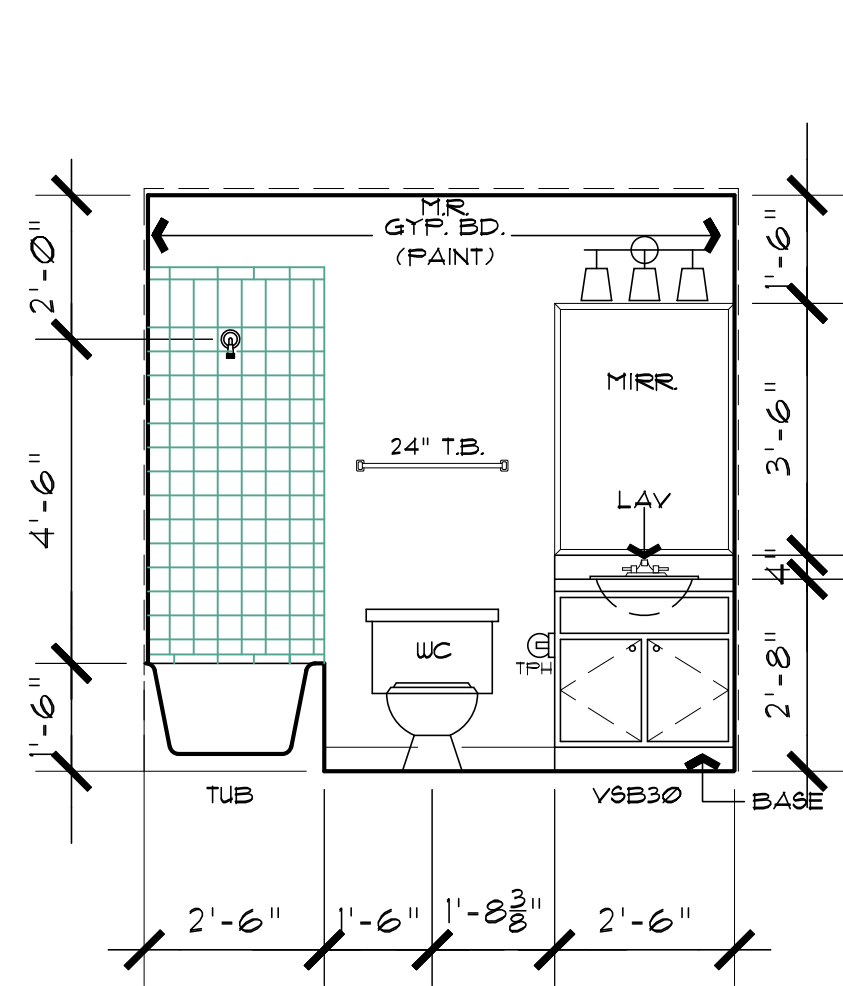 M.R.
GYP. BD.
(PAINT)
2'-0"
1'-6"
MIRR.
3'-6"
24" T.B.
4'-6"
LAV
4"
WC
TPH
2'-8"
1'-6"
TUB
VSB30
BASE
2'-6"
1'-6"
1'-8 3/8"
2'-6"